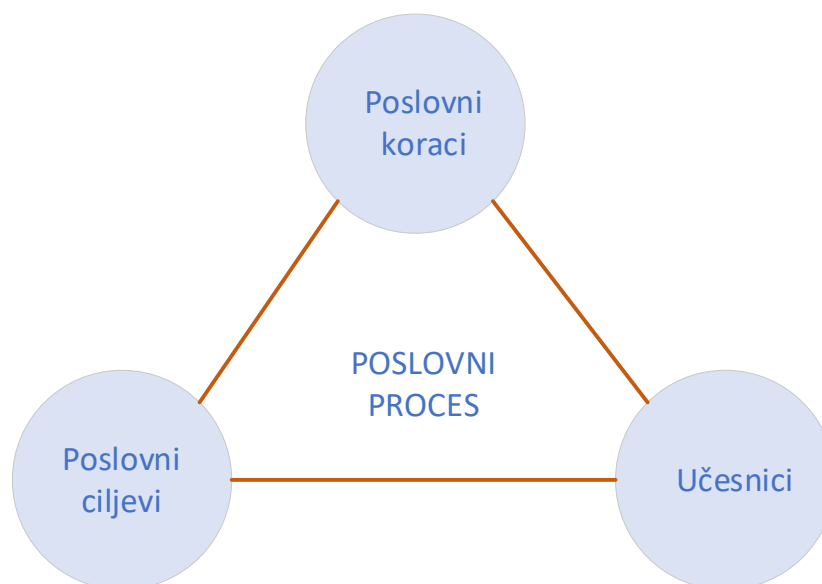 Poslovni
koraci
POSLOVNI
PROCES
Poslovni
ciljevi
Učesnici